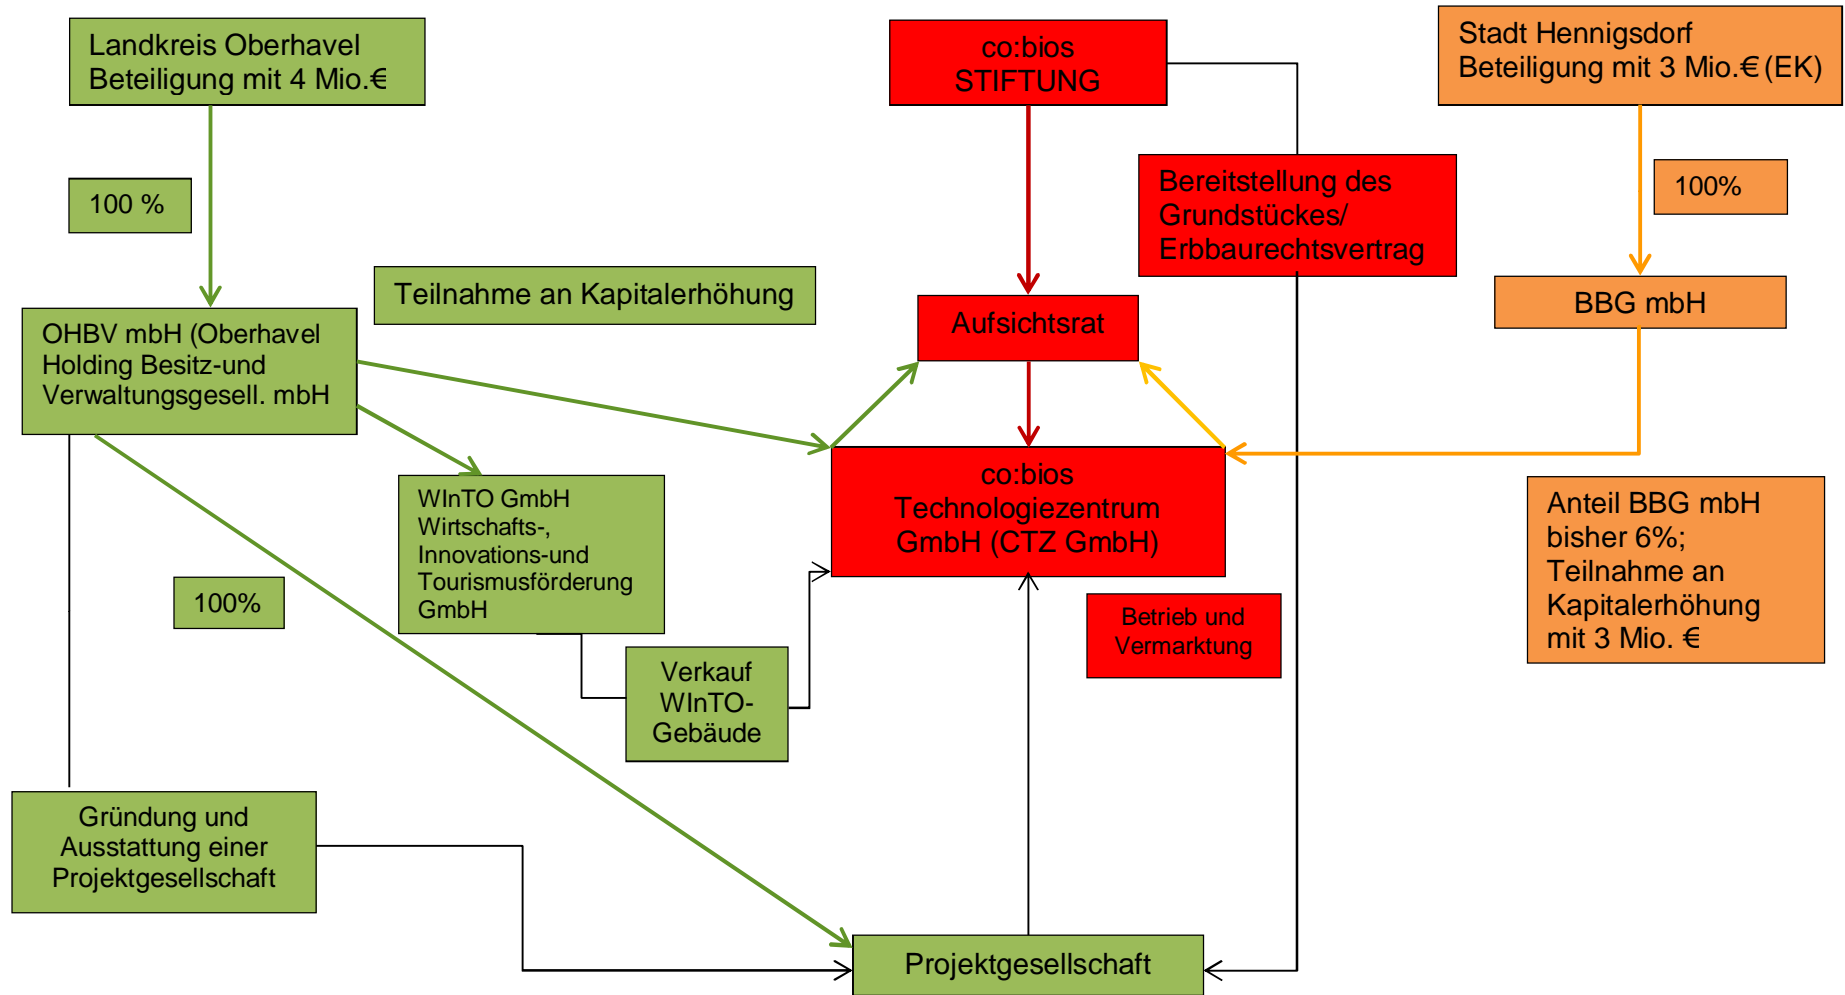 Landkreis Oberhavel
Beteiligung mit 4 Mio.€
co:bios
STIFTUNG
Stadt Hennigsdorf
Beteiligung mit 3 Mio.€ (EK)
100 %
Bereitstellung des
Grundstückes/
Erbbaurechtsvertrag
100%
Teilnahme an Kapitalerhöhung
BBG mbH
OHBV mbH (Oberhavel
Holding Besitz-und
Verwaltungsgesell. mbH
Aufsichtsrat
co:bios
Technologiezentrum
GmbH (CTZ GmbH)
WInTO GmbH
Wirtschafts-,
Innovations-und
Tourismusförderung
GmbH
Anteil BBG mbH
bisher 6%;
Teilnahme an
Kapitalerhöhung
mit 3 Mio. €
100%
Betrieb und
Vermarktung
Verkauf
WInTO-
Gebäude
Gründung und
Ausstattung einer
Projektgesellschaft
Projektgesellschaft